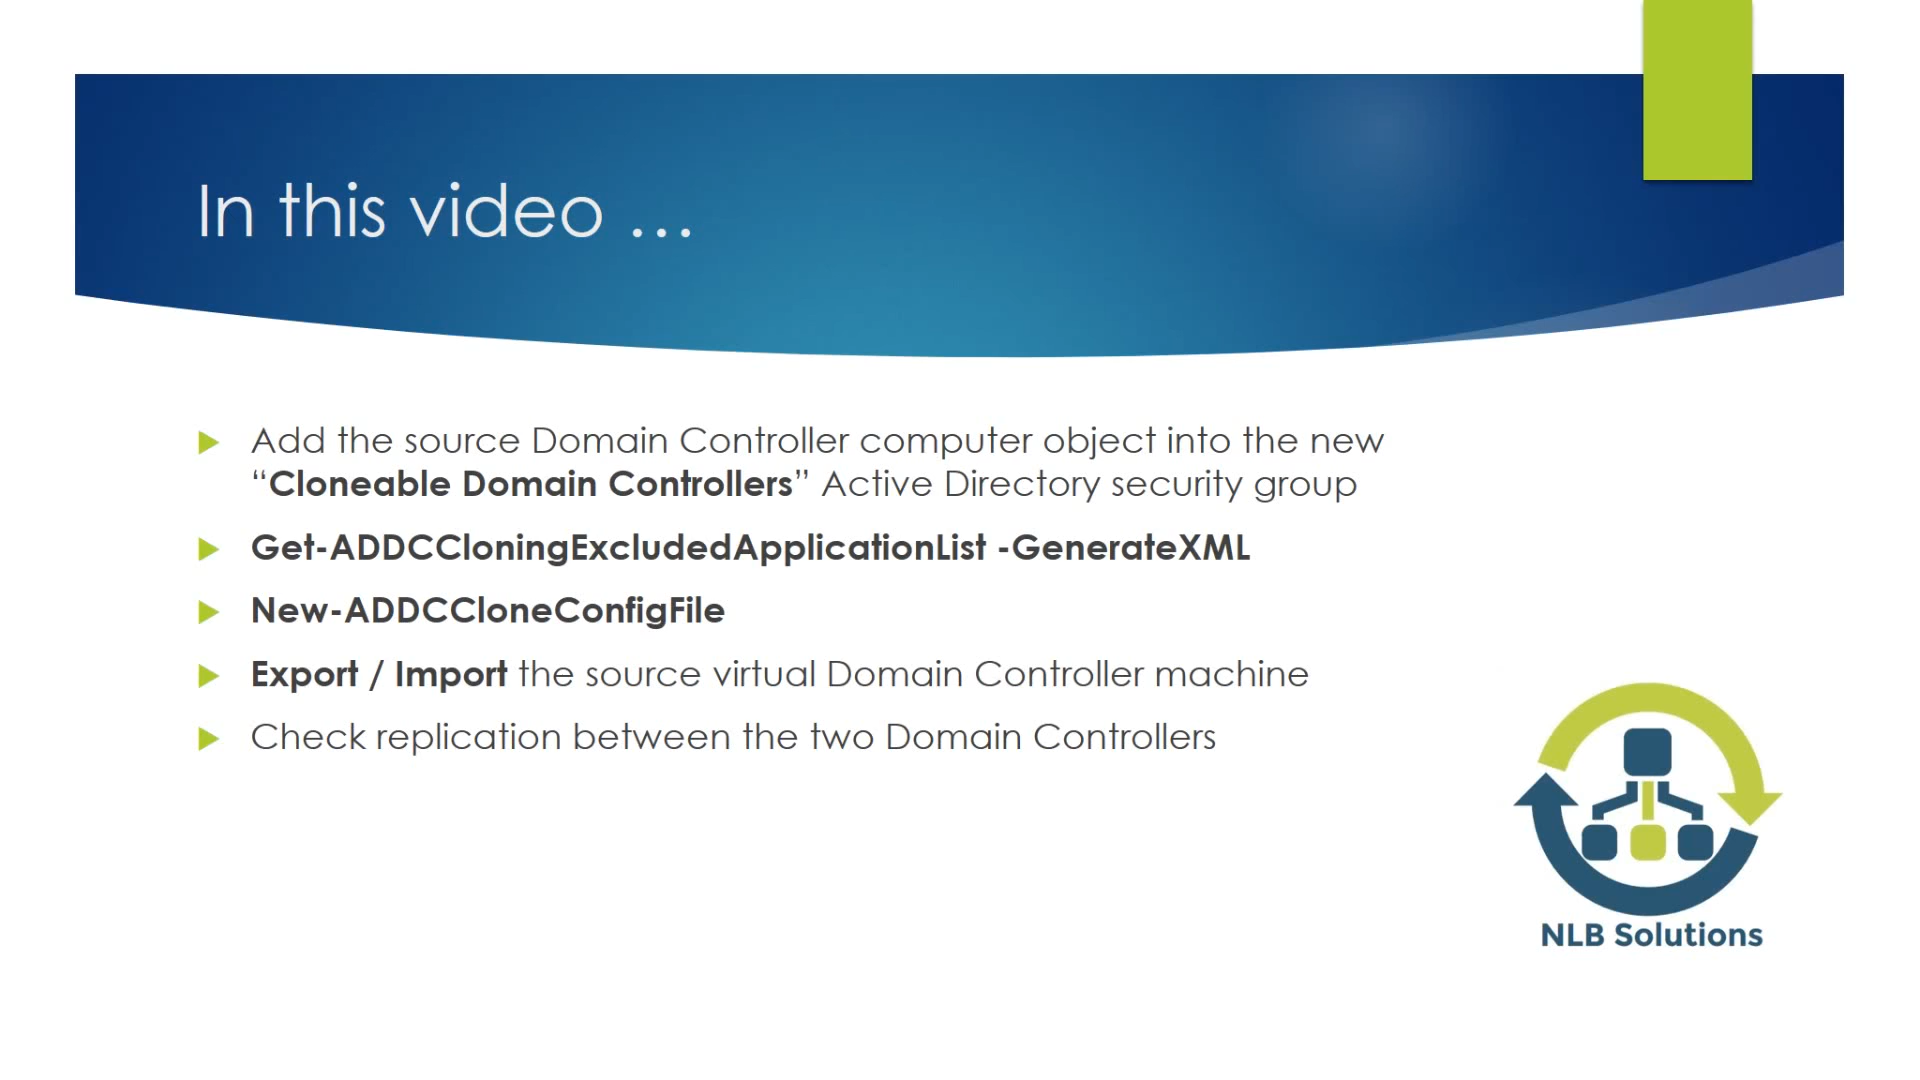 In this video ...
Add the source Domain Controller computer object into the new
“Cloneable Domain Controllers” Active Directory security group
Get-ADDCCloningExcludedApplicationList -GenerateXML
New-ADDCCloneConfigFile
Export / Import the source virtual Domain Controller machine
Check replication between the two Domain Controllers
NLB Solutions